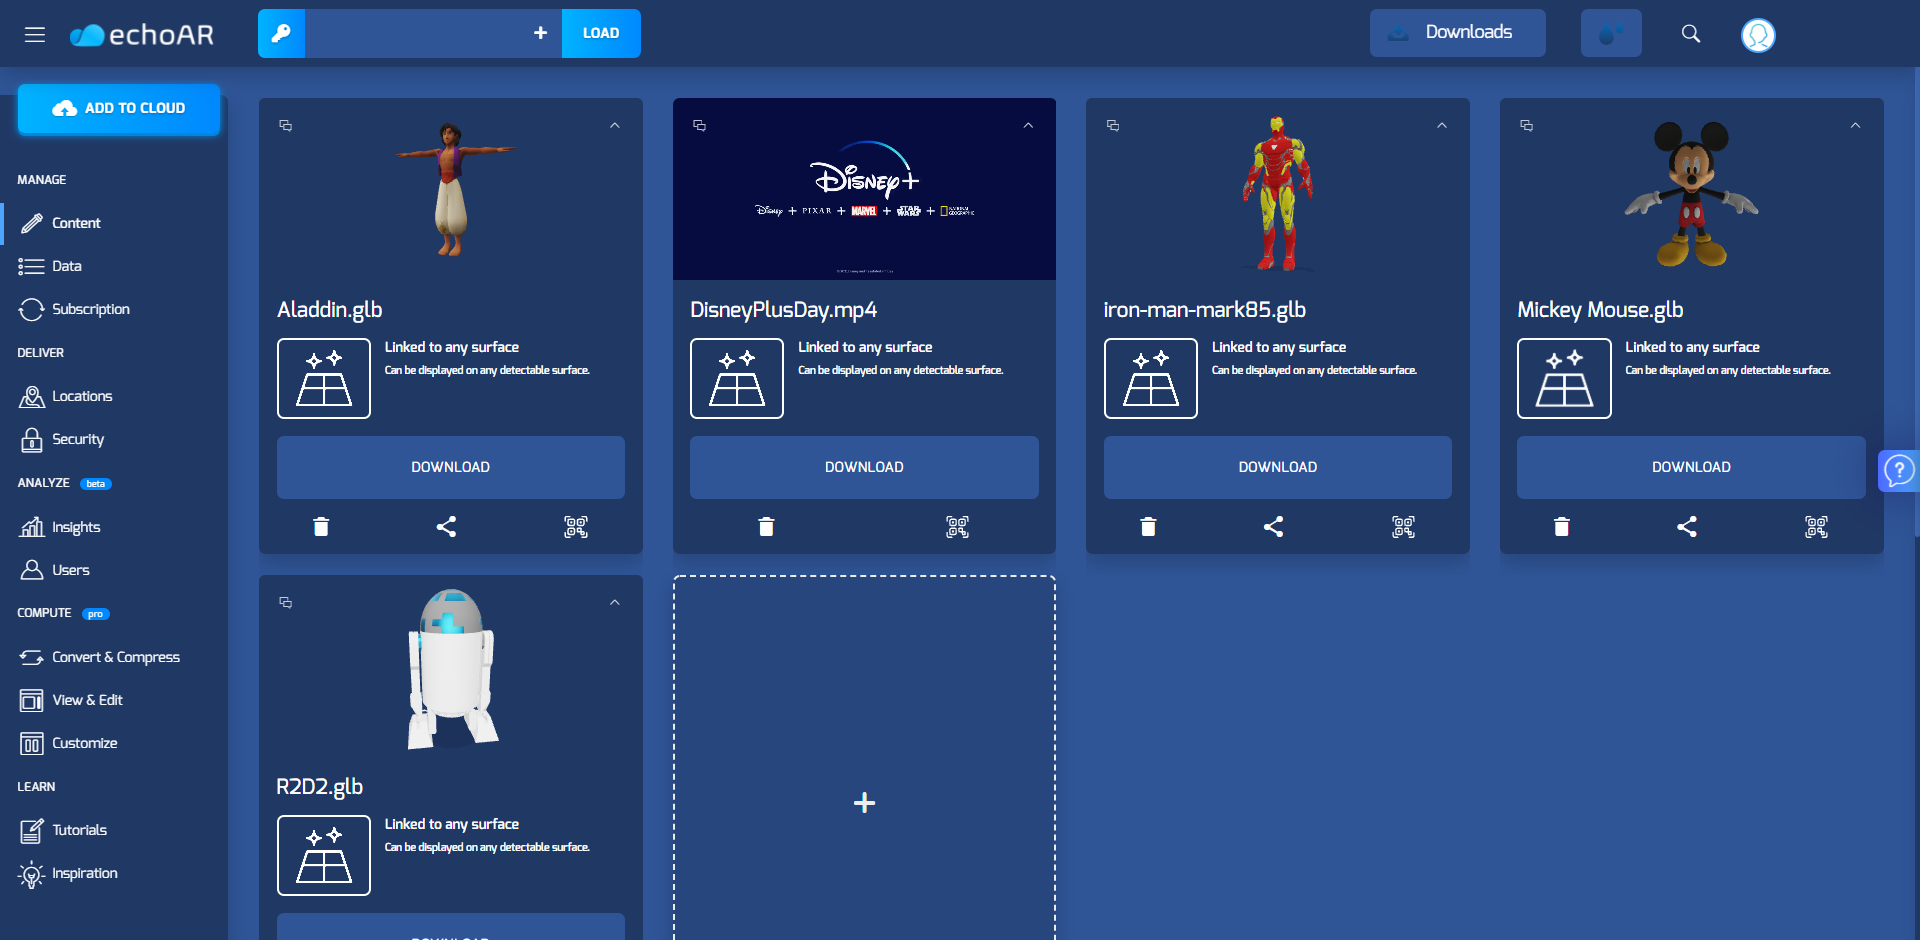 echoAR
LOAD
Downloads
ADD TO CLOUD
MANAGE
Content
Data
Subscription
DELIVER
Locations
Security
ANALYZE beta
Insights
Users
COMPUTE pro
Convert & Compress
View & Edit
Customize
LEARN
Tutorials
Inspiration
Aladdin.glb
Linked to any surface
Can be displayed on any detectable surface.
DOWNLOAD
Disney+
Disney + PIXAR + MARVEL + STAR WARS + NATIONAL GEOGRAPHIC
DisneyPlusDay.mp4
Linked to any surface
Can be displayed on any detectable surface.
DOWNLOAD
iron-man-mark85.glb
Linked to any surface
Can be displayed on any detectable surface.
DOWNLOAD
Mickey Mouse.glb
Linked to any surface
Can be displayed on any detectable surface.
DOWNLOAD
R2D2.glb
Linked to any surface
Can be displayed on any detectable surface.
DOWNLOAD